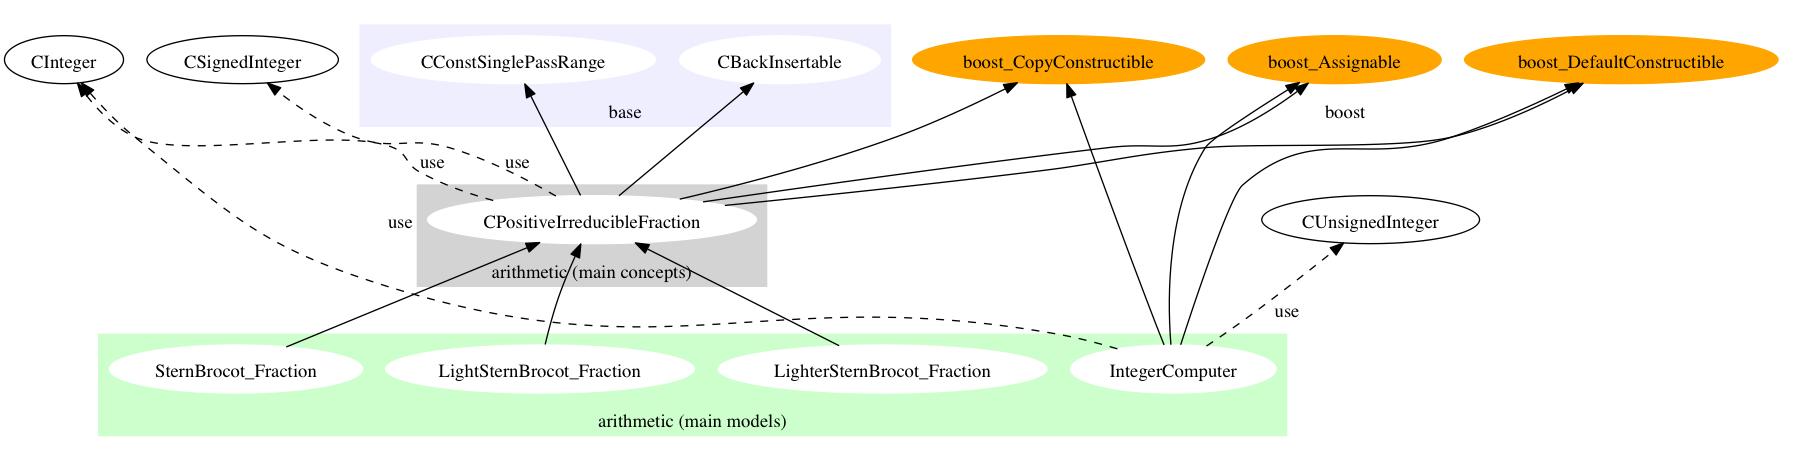 CInteger
CSignedInteger
CConstSinglePassRange
CBackInsertable
boost_CopyConstructible
boost_Assignable
boost_DefaultConstructible
base
boost
use
use
use
CPositiveIrreducibleFraction
CUnsignedInteger
arithmetic (main concepts)
use
SternBrocot_Fraction
LightSternBrocot_Fraction
LighterSternBrocot_Fraction
IntegerComputer
arithmetic (main models)